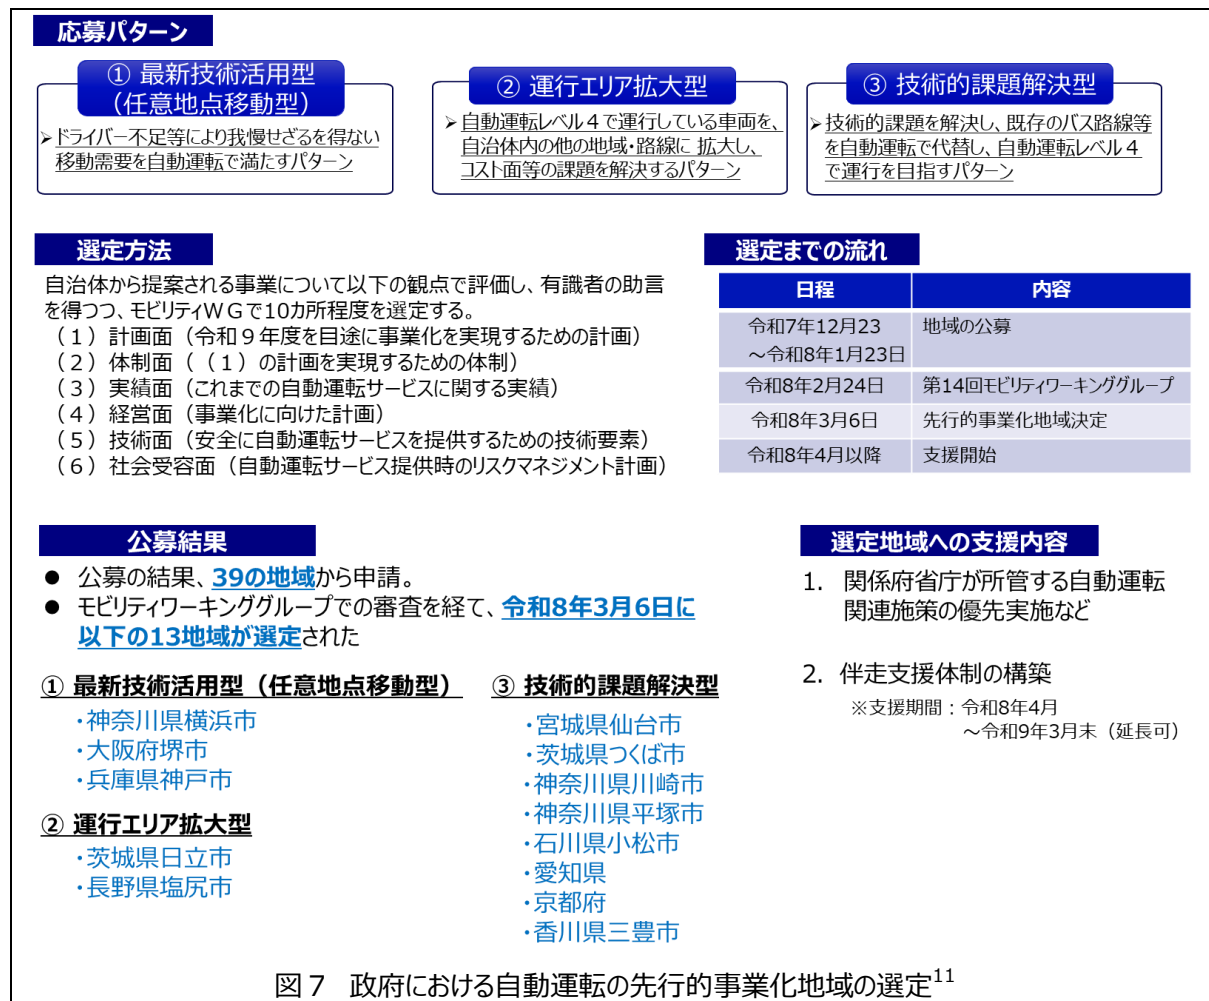 応募パターン
① 最新技術活用型
(任意地点移動型)
➢ドライバー不足等により我慢せざるを得ない
移動需要を自動運転で満たすパターン
② 運行エリア拡大型
➢自動運転レベル４で運行している車両を、
自治体内の他の地域・路線に 拡大し、
コスト面等の課題を解決するパターン
③ 技術的課題解決型
➢技術的課題を解決し、既存のバス路線等
を自動運転で代替し、自動運転レベル４
で運行を目指すパターン
選定方法
自治体から提案される事業について以下の観点で評価し、有識者の助言
を得つつ、モビリティＷＧで10カ所程度を選定する。
（１）計画面（令和９年度を目途に事業化を実現するための計画）
（２）体制面（（１）の計画を実現するための体制）
（３）実績面（これまでの自動運転サービスに関する実績）
（４）経営面（事業化に向けた計画）
（５）技術面（安全に自動運転サービスを提供するための技術要素）
（６）社会受容面（自動運転サービス提供時のリスクマネジメント計画）
選定までの流れ
日程 内容
令和7年12月23 地域の公募
～令和8年1月23日
令和8年2月24日 第14回モビリティワーキンググループ
令和8年3月6日 先行的事業化地域決定
令和8年4月以降 支援開始
公募結果
● 公募の結果、39の地域から申請。
● モビリティワーキンググループでの審査を経て、令和8年3月6日に
以下の13地域が選定された
① 最新技術活用型（任意地点移動型）
・神奈川県横浜市
・大阪府堺市
・兵庫県神戸市
② 運行エリア拡大型
・茨城県日立市
・長野県塩尻市
③ 技術的課題解決型
・宮城県仙台市
・茨城県つくば市
・神奈川県川崎市
・神奈川県平塚市
・石川県小松市
・愛知県
・京都府
・香川県三豊市
選定地域への支援内容
1. 関係府省庁が所管する自動運転
関連施策の優先実施など
2. 伴走支援体制の構築
※支援期間：令和8年4月
～令和9年3月末（延長可）
図７ 政府における自動運転の先行的事業化地域の選定11